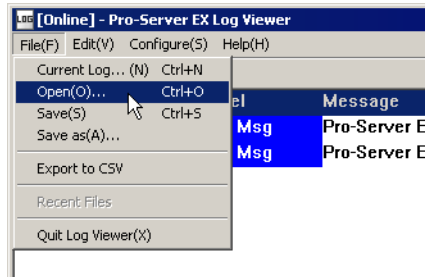 LOG [Online] - Pro-Server EX Log Viewer
File(F) Edit(V) Configure(S) Help(H)
Current Log... (N) Ctrl+N
Open(O)... Ctrl+O
el Message
Save(S) Ctrl+S
Msg Pro-Server E
Save as(A)...
Msg Pro-Server E
Export to CSV
Recent Files
Quit Log Viewer(X)